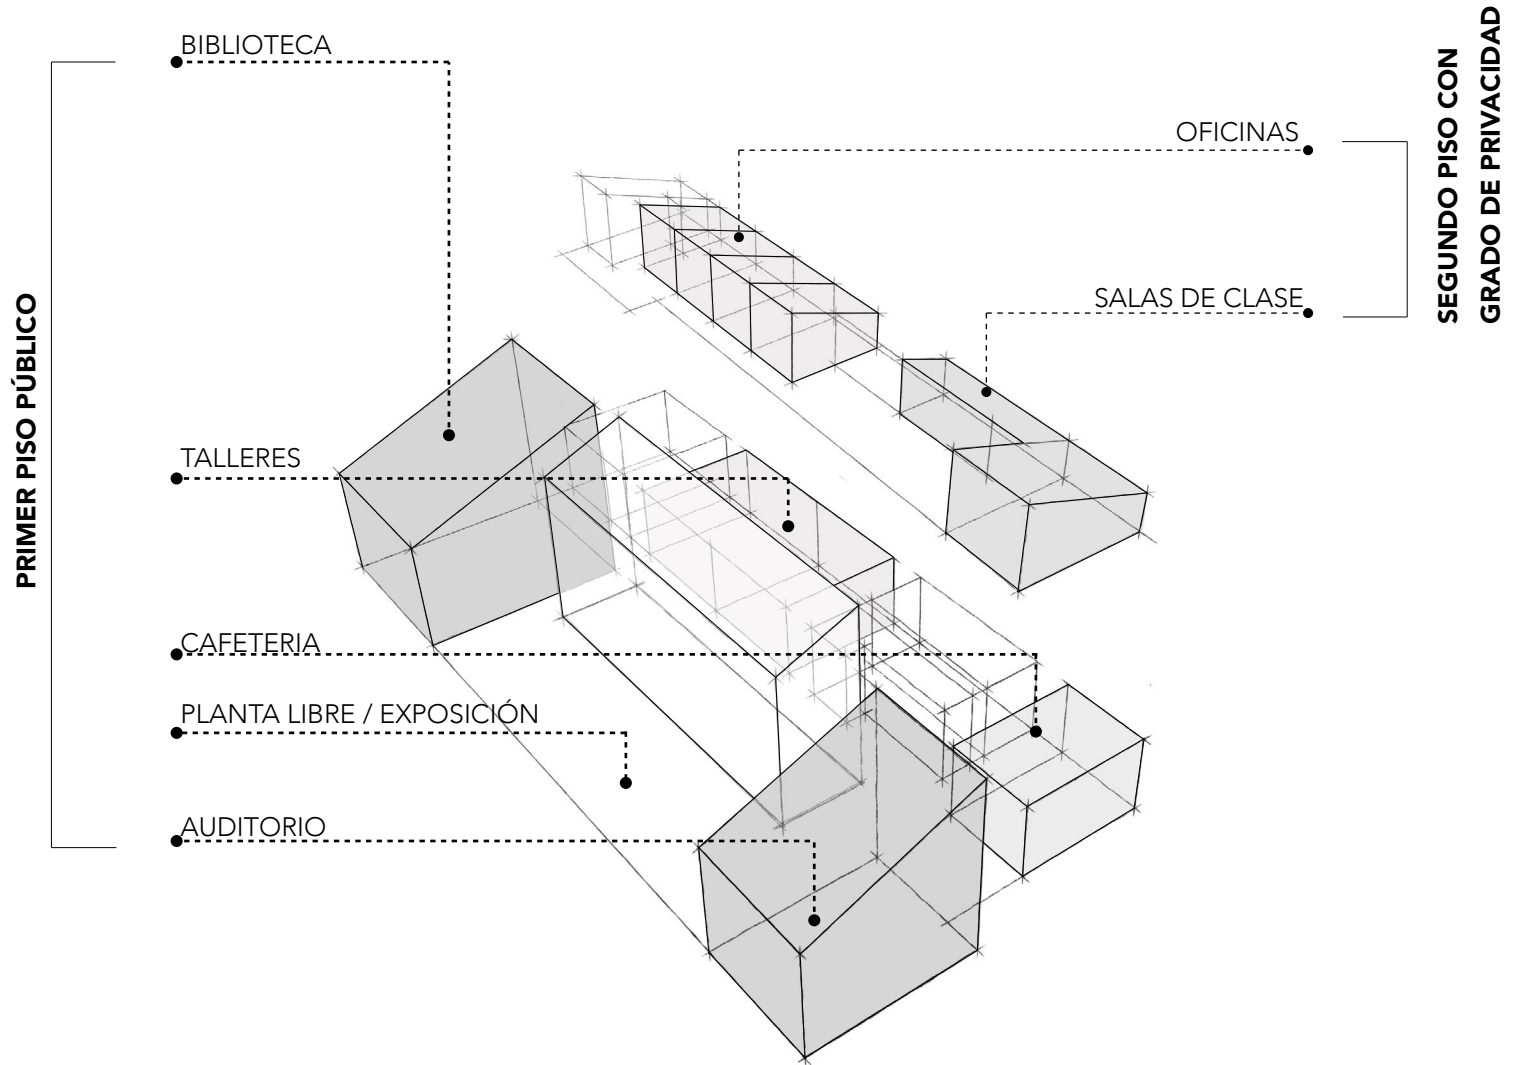 PRIMER PISO PÚBLICO
BIBLIOTECA
TALLERES
CAFETERIA
PLANTA LIBRE / EXPOSICIÓN
AUDITORIO
OFICINAS
SALAS DE CLASE
SEGUNDO PISO CON
GRADO DE PRIVACIDAD